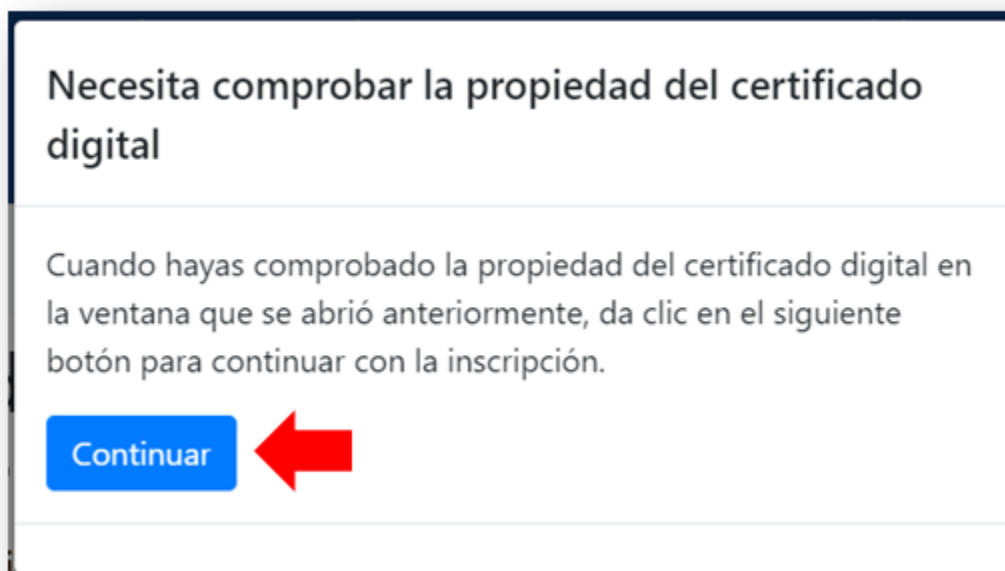 Necesita comprobar la propiedad del certificado
digital
Cuando hayas comprobado la propiedad del certificado digital en
la ventana que se abrió anteriormente, da clic en el siguiente
botón para continuar con la inscripción.
Continuar